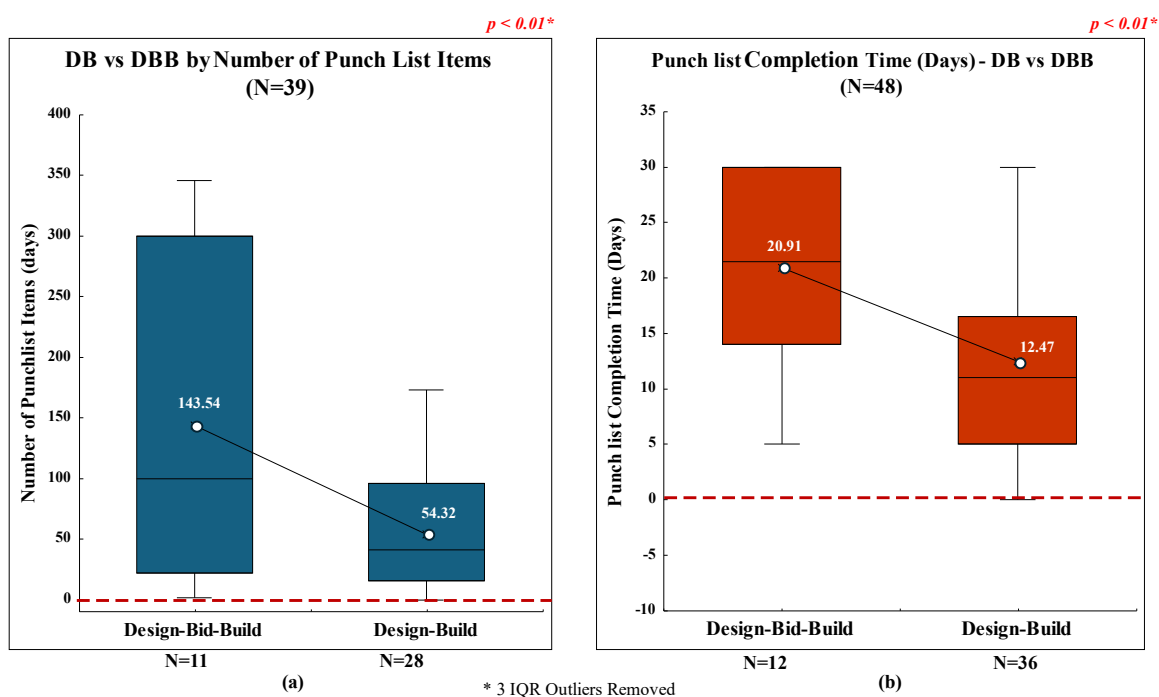 p < 0.01*
DB vs DBB by Number of Punch List Items
(N=39)
Number of Punchlist Items (days)
400
350
300
250
200
150
100
50
0
143.54
54.32
Design-Bid-Build
Design-Build
N=11
N=28
(a)
p < 0.01*
Punch list Completion Time (Days) - DB vs DBB
(N=48)
Punch list Completion Time (Days)
35
30
25
20
15
10
5
0
-5
-10
20.91
12.47
Design-Bid-Build
Design-Build
N=12
N=36
(b)
* 3 IQR Outliers Removed